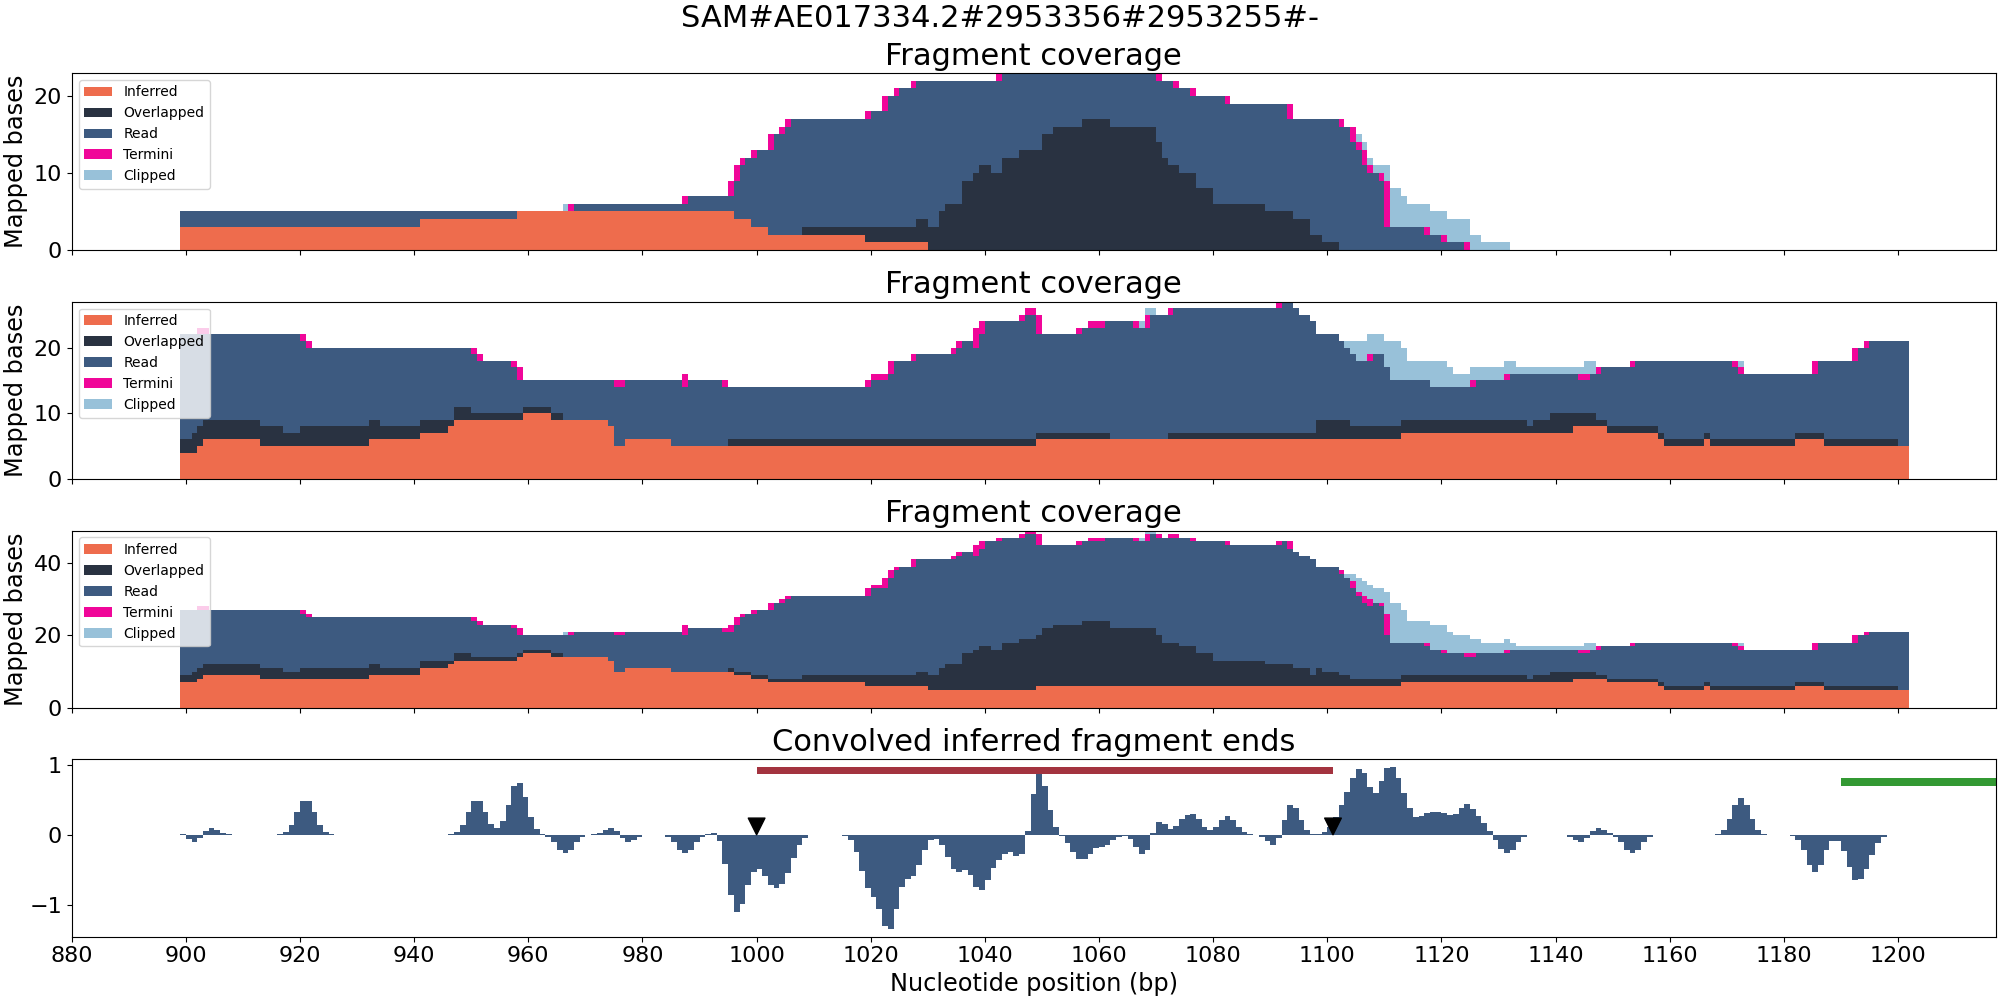 SAM#AE017334.2#2953356#2953255#-
Fragment coverage
Mapped bases
20
10
0
Inferred
Overlapped
Read
Termini
Clipped
Fragment coverage
Mapped bases
20
10
0
Inferred
Overlapped
Read
Termini
Clipped
Fragment coverage
Mapped bases
40
20
0
Inferred
Overlapped
Read
Termini
Clipped
Convolved inferred fragment ends
1
0
−1
880 900 920 940 960 980 1000 1020 1040 1060 1080 1100 1120 1140 1160 1180 1200
Nucleotide position (bp)